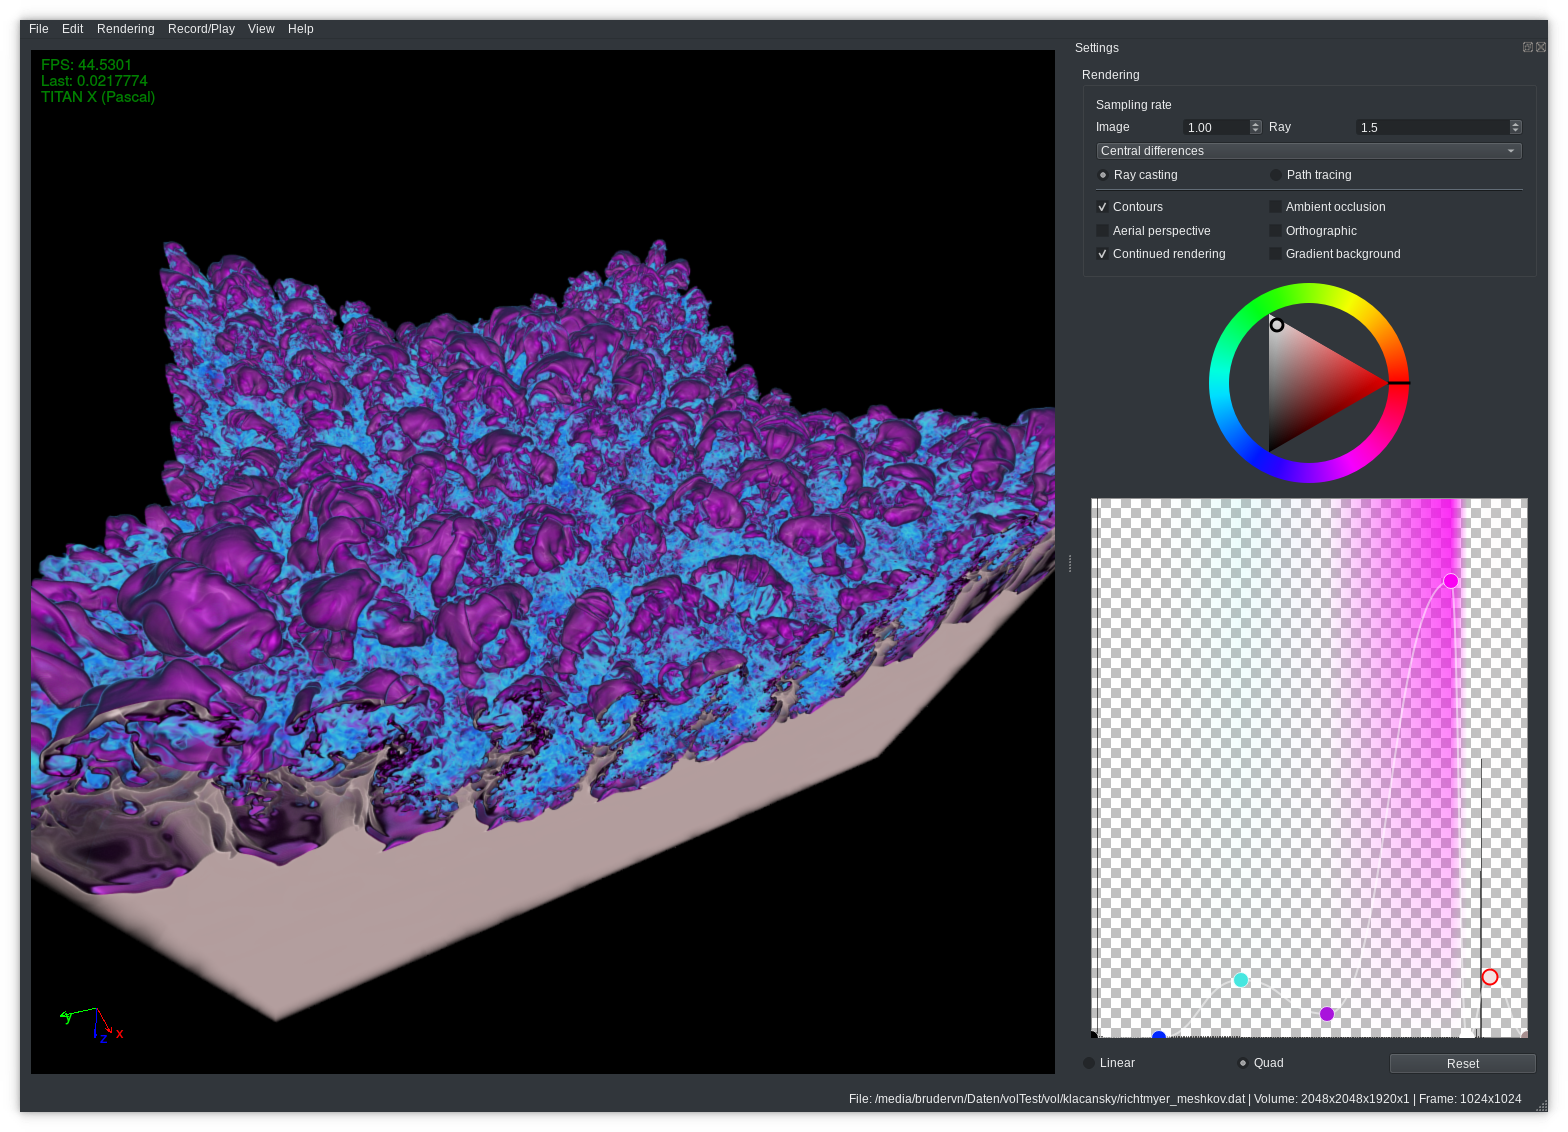 File Edit Rendering Record/Play View Help
Settings
FPS: 44.5301
Last: 0.0217774
TITAN X (Pascal)
Rendering
Sampling rate
Image 1.00 Ray 1.5
Central differences
Ray casting Path tracing
Contours Ambient occlusion
Aerial perspective Orthographic
Continued rendering Gradient background
y x z
Linear Quad Reset
File: /media/brudervn/Daten/volTest/vol/klacansky/richtmyer_meshkov.dat | Volume: 2048x2048x1920x1 | Frame: 1024x1024